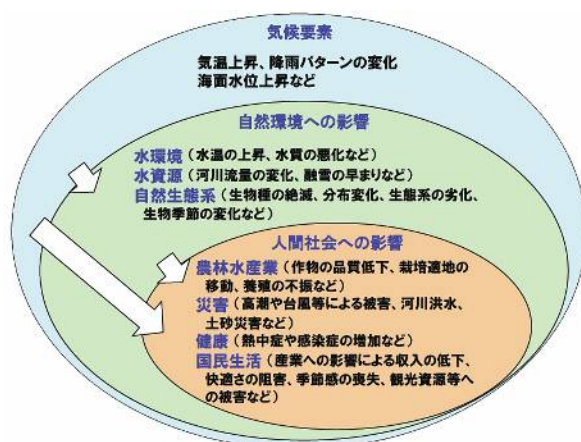 気候要素
気温上昇、降雨パターンの変化
海面水位上昇など
自然環境への影響
水環境（水温の上昇、水質の悪化など）
水資源（河川流量の変化、融雪の早まりなど）
自然生態系（生物種の絶滅、分布変化、生態系の劣化、
生物季節の変化など）
人間社会への影響
農林水産業（作物の品質低下、栽培適地の
移動、養殖の不振など）
災害（高潮や台風等による被害、河川洪水、
土砂災害など）
健康（熱中症や感染症の増加など）
国民生活（産業への影響による収入の低下、
快適さの阻害、季節感の喪失、観光資源等へ
の被害など）